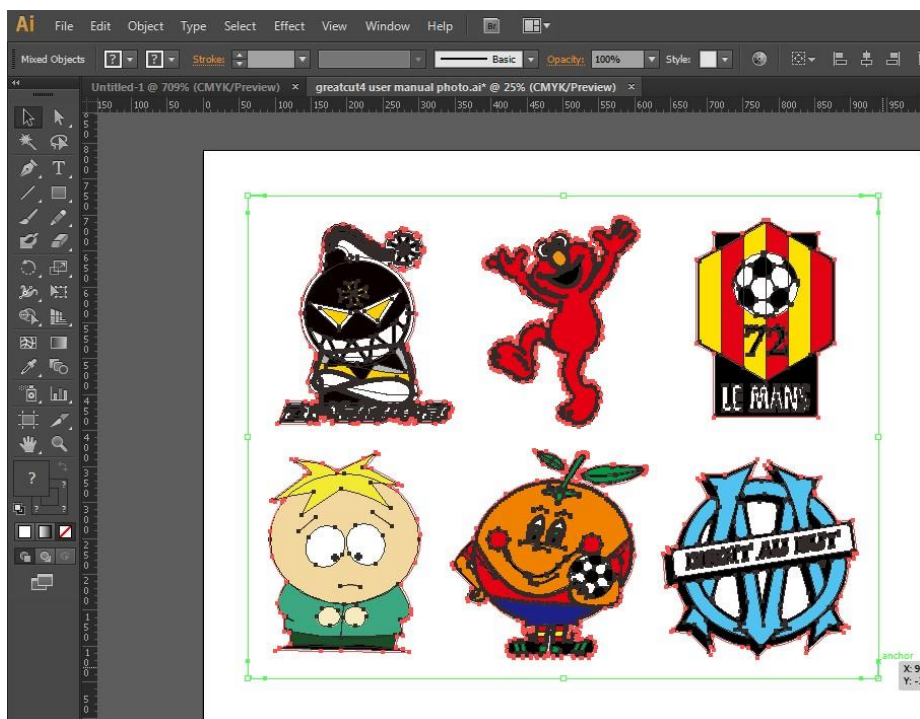 Ai File Edit Object Type Select Effect View Window Help Br
Mixed Objects ? ? Stroke: Basic Opacity: 100% Style:
Untitled-1 @ 709% (CMYK/Preview) × greatcut4 user manual photo.ai* @ 25% (CMYK/Preview) ×
150 100 50 0 50 100 150 200 250 300 350 400 450 500 550 600 650 700 750 800 850 900 950
72
LE MANS
DROIT AU BUT
?
? ?
anchor
X: 9
Y: -